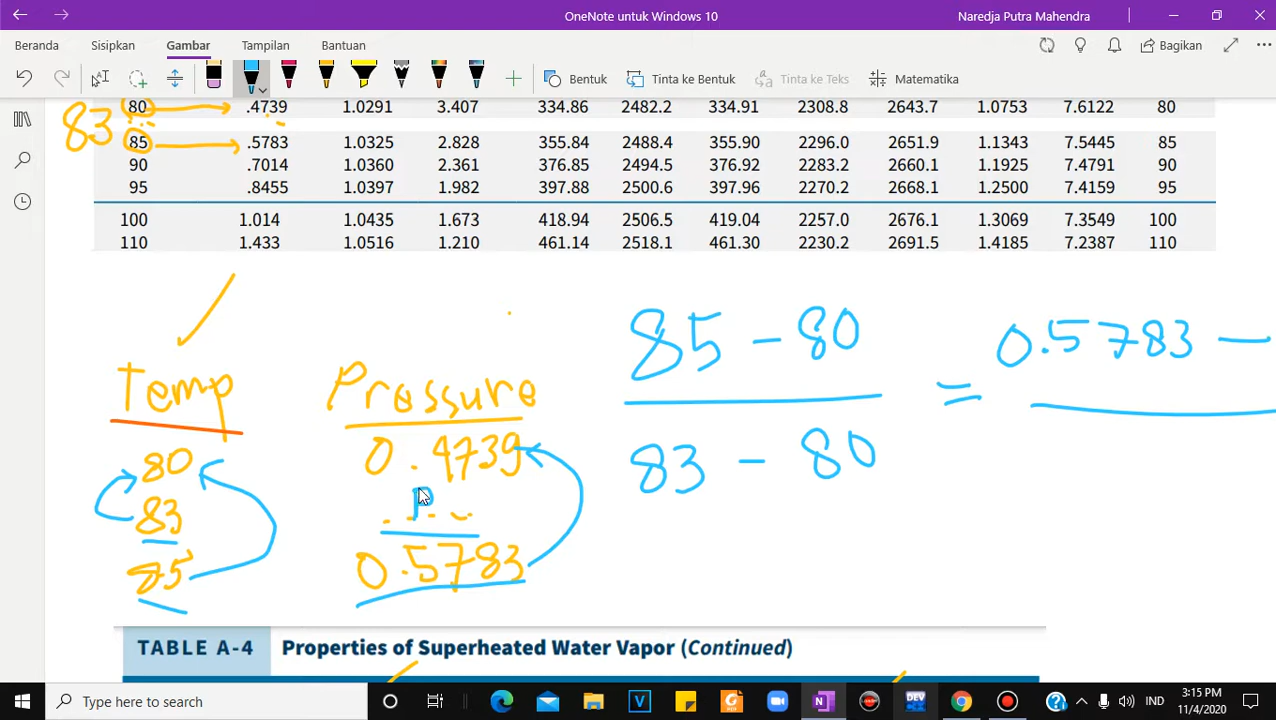 OneNote untuk Windows 10
Naredja Putra Mahendra
Beranda Sisipkan Gambar Tampilan Bantuan
Bagikan
Bentuk Tinta ke Bentuk Tinta ke Teks Matematika
80 .4739 1.0291 3.407 334.86 2482.2 334.91 2308.8 2643.7 1.0753 7.6122 80
83
85 .5783 1.0325 2.828 355.84 2488.4 355.90 2296.0 2651.9 1.1343 7.5445 85
90 .7014 1.0360 2.361 376.85 2494.5 376.92 2283.2 2660.1 1.1925 7.4791 90
95 .8455 1.0397 1.982 397.88 2500.6 397.96 2270.2 2668.1 1.2500 7.4159 95
100 1.014 1.0435 1.673 418.94 2506.5 419.04 2257.0 2676.1 1.3069 7.3549 100
110 1.433 1.0516 1.210 461.14 2518.1 461.30 2230.2 2691.5 1.4185 7.2387 110
Temp Pressure
80 0.4739
83 P
85 0.5783
85 - 80 = 0.5783 -
83 - 80
TABLE A-4 Properties of Superheated Water Vapor (Continued)
Type here to search
IND
3:15 PM
11/4/2020